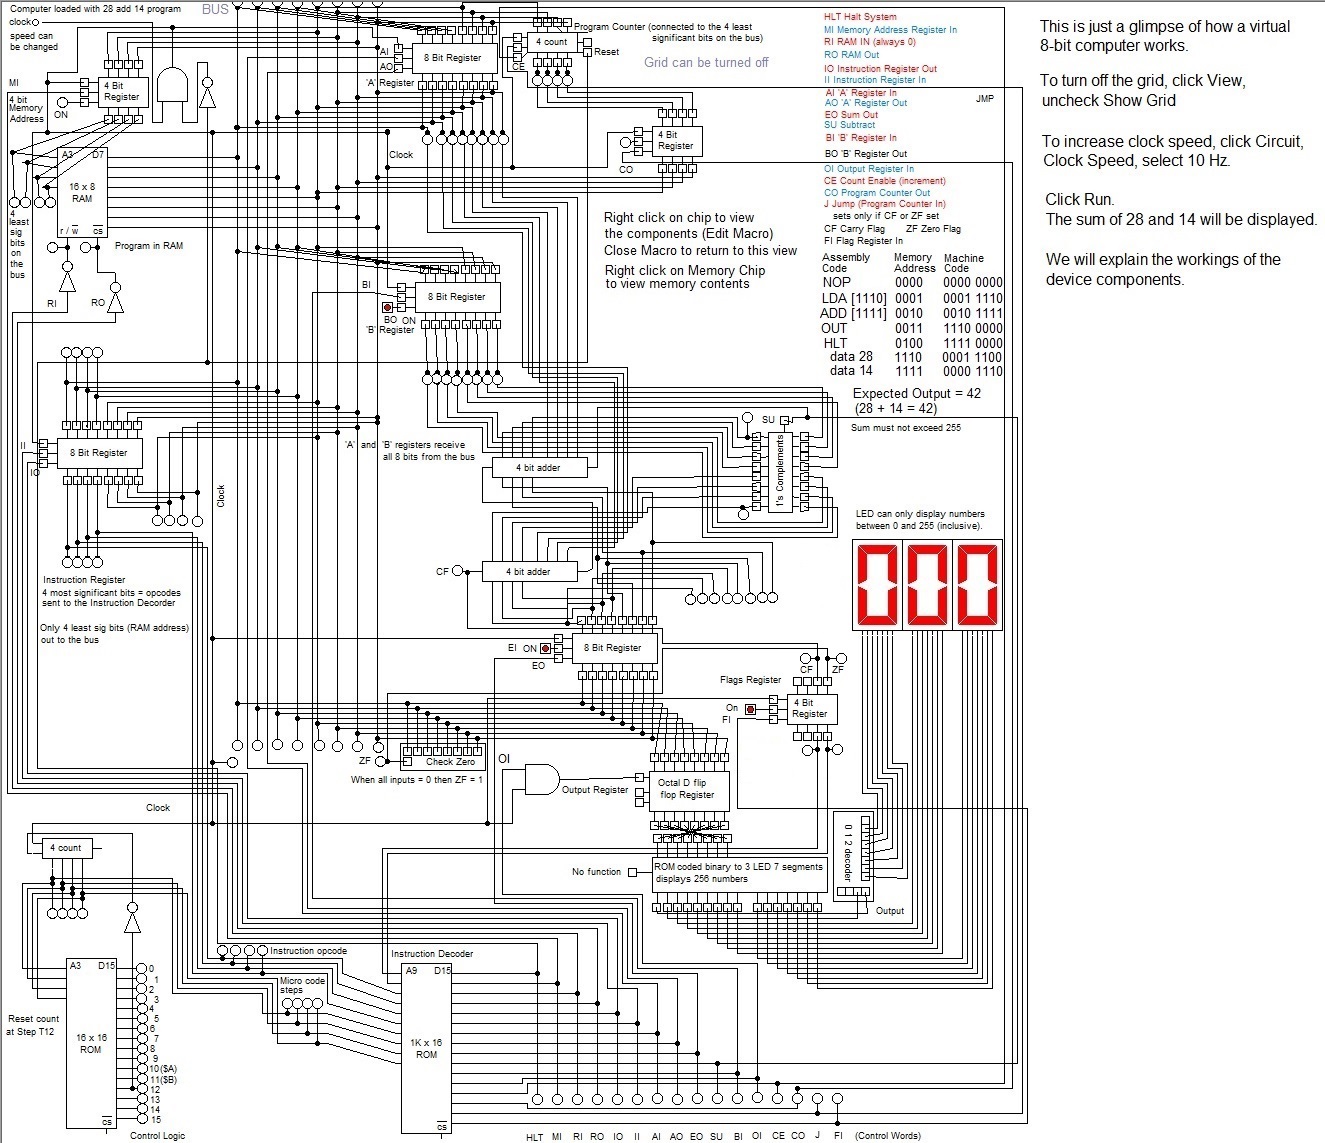 Computer loaded with 28 add 14 program
clock
speed can
be changed
BUS
Program Counter (connected to the 4 least
significant bits on the bus)
Grid can be turned off
AI
AO
8 Bit Register
'A' Register
4 count
CE
Reset
MI
4 bit
Memory
Address
ON
4 Bit
Register
Clock
4 Bit
Register
CO
JMP
A3 D7
16 x 8
RAM
r / w cs
4
least
sig
bits
on
the
bus
Program in RAM
RI
RO
HLT Halt System
MI Memory Address Register In
RI RAM IN (always 0)
RO RAM Out
IO Instruction Register Out
II Instruction Register In
AI 'A' Register In
AO 'A' Register Out
EO Sum Out
SU Subtract
BI 'B' Register In
BO 'B' Register Out
OI Output Register In
CE Count Enable (increment)
CO Program Counter Out
J Jump (Program Counter In)
sets only if CF or ZF set
CF Carry Flag ZF Zero Flag
FI Flag Register In
Assembly Code Memory Address Machine Code
NOP 0000 0000 0000
LDA [1110] 0001 0001 1110
ADD [1111] 0010 0010 1111
OUT 0011 1110 0000
HLT 0100 1111 0000
data 28 1110 0001 1100
data 14 1111 0000 1110
Expected Output = 42
(28 + 14 = 42)
Sum must not exceed 255
This is just a glimpse of how a virtual
8-bit computer works.
To turn off the grid, click View,
uncheck Show Grid
To increase clock speed, click Circuit,
Clock Speed, select 10 Hz.
Click Run.
The sum of 28 and 14 will be displayed.
We will explain the workings of the
device components.
Right click on chip to view
the components (Edit Macro)
Close Macro to return to this view
Right click on Memory Chip
to view memory contents
BI
8 Bit Register
BO ON
'B' Register
II
IO
8 Bit Register
'A' and 'B' registers receive
all 8 bits from the bus
Clock
4 bit adder
SU
1's Complements
LED can only display numbers
between 0 and 255 (inclusive).
000
CF
4 bit adder
Instruction Register
4 most significant bits = opcodes
sent to the Instruction Decorder
Only 4 least sig bits (RAM address)
out to the bus
EI ON
EO
8 Bit Register
CF ZF
Flags Register
On
FI
4 Bit
Register
ZF
Check Zero
When all inputs = 0 then ZF = 1
OI
Output Register
Octal D flip
flop Register
No function
ROM coded binary to 3 LED 7 segments
displays 256 numbers
0 1 2 decoder
Output
Clock
4 count
Instruction opcode
Micro code
steps
Instruction Decoder
A9 D15
1K x 16
ROM
cs
A3 D15
16 x 16
ROM
cs
Reset count
at Step T12
0
1
2
3
4
5
6
7
8
9
10($A)
11($B)
12
13
14
15
Control Logic
HLT MI RI RO IO II AI AO EO SU BI OI CE CO J FI (Control Words)